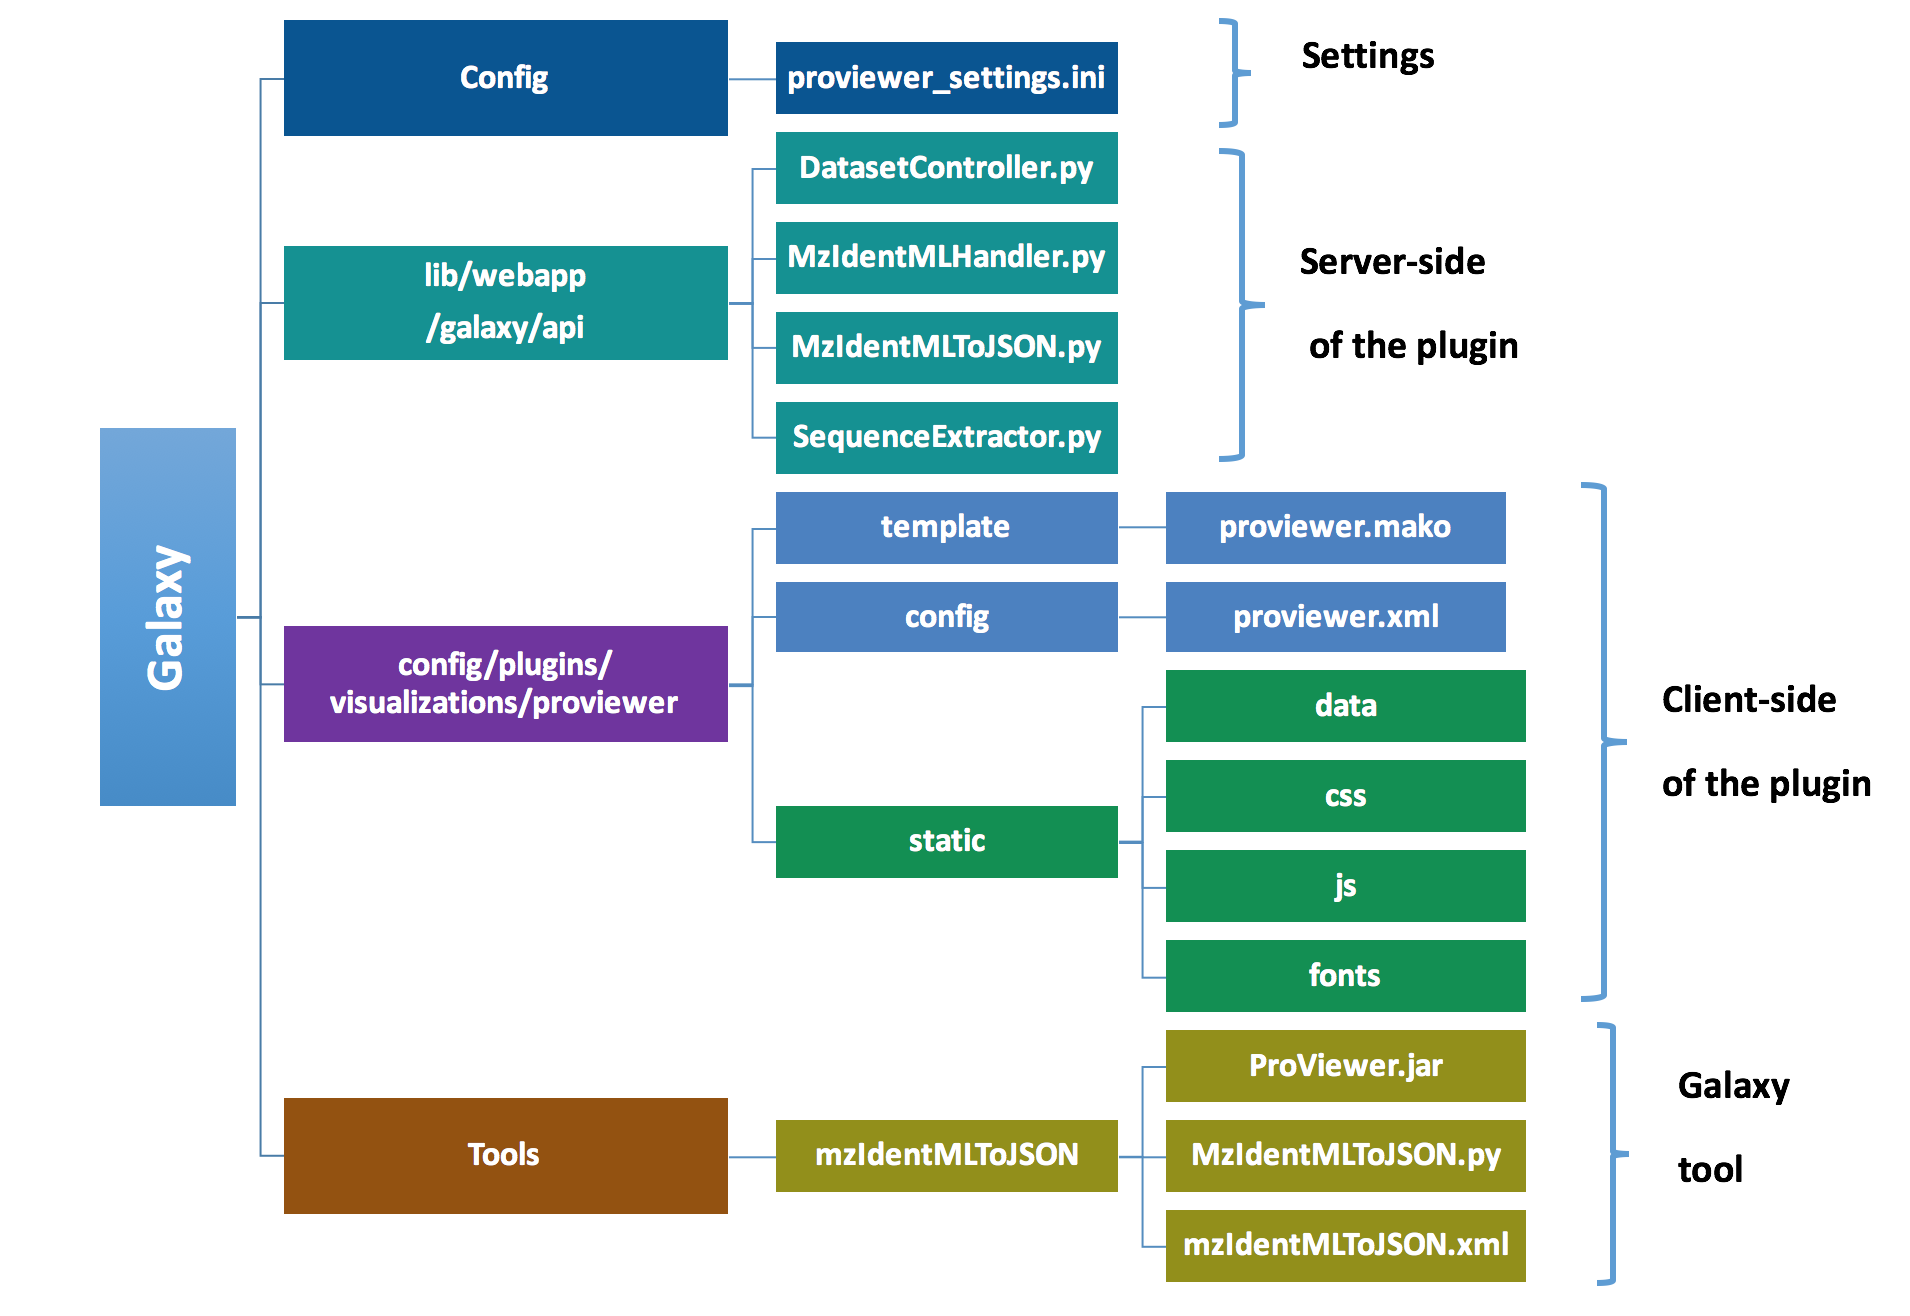 Galaxy
Config
proviewer_settings.ini
Settings
lib/webapp
/galaxy/api
DatasetController.py
MzIdentMLHandler.py
MzIdentMLToJSON.py
SequenceExtractor.py
Server-side
of the plugin
config/plugins/
visualizations/proviewer
template
proviewer.mako
config
proviewer.xml
static
data
css
js
fonts
Client-side
of the plugin
Tools
mzIdentMLToJSON
ProViewer.jar
MzIdentMLToJSON.py
mzIdentMLToJSON.xml
Galaxy
tool